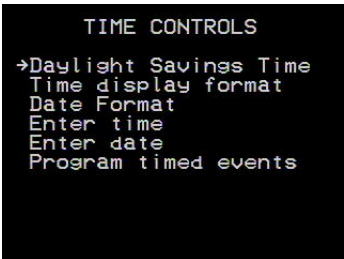 TIME CONTROLS
→Daylight Savings Time
Time display format
Date Format
Enter time
Enter date
Program timed events